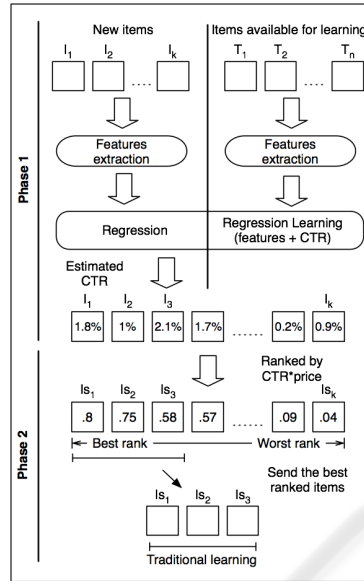 New items
Items available for learning
I1 I2 Ik
T1 T2 Tn
.... ....
Features extraction
Features extraction
Phase 1
Regression
Regression Learning
(features + CTR)
Estimated
CTR
I1 I2 I3 Ik
1.8% 1% 2.1% 1.7% ...... 0.2% 0.9%
Ranked by
CTR*price
Phase 2
Is1 Is2 Is3 Isk
.8 .75 .58 .57 ...... .09 .04
Best rank Worst rank
Send the best
ranked items
Is1 Is2 Is3
Traditional learning